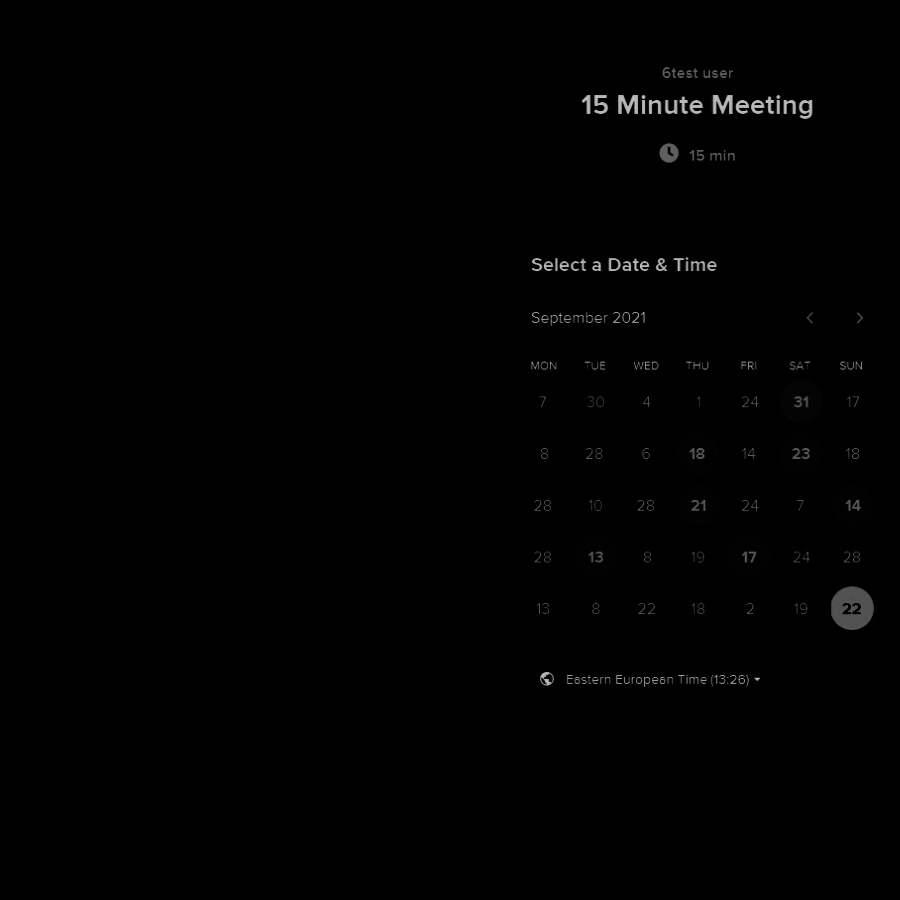 6test user
15 Minute Meeting
15 min
Select a Date & Time
September 2021
MON TUE WED THU FRI SAT SUN
7 30 4 1 24 31 17
8 28 6 18 14 23 18
28 10 28 21 24 7 14
28 13 8 19 17 24 28
13 8 22 18 2 19 22
Eastern European Time (13:26)